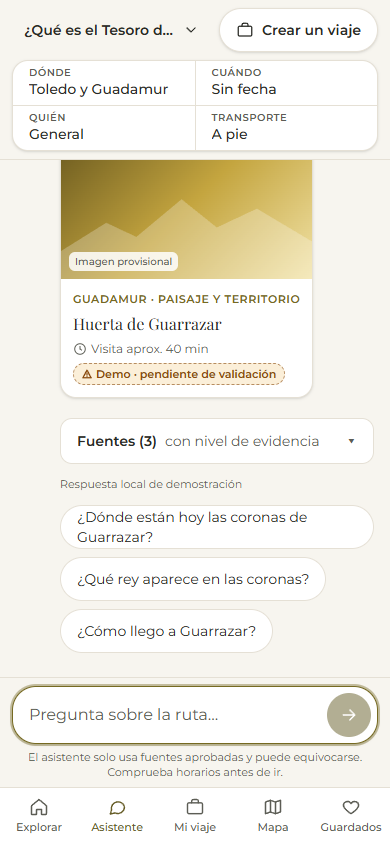 ¿Qué es el Tesoro d...
Crear un viaje
DÓNDE
Toledo y Guadamur
CUÁNDO
Sin fecha
QUIÉN
General
TRANSPORTE
A pie
Imagen provisional
GUADAMUR · PAISAJE Y TERRITORIO
Huerta de Guarrazar
Visita aprox. 40 min
Demo · pendiente de validación
Fuentes (3) con nivel de evidencia
Respuesta local de demostración
¿Dónde están hoy las coronas de
Guarrazar?
¿Qué rey aparece en las coronas?
¿Cómo llego a Guarrazar?
Pregunta sobre la ruta...
El asistente solo usa fuentes aprobadas y puede equivocarse.
Comprueba horarios antes de ir.
Explorar
Asistente
Mi viaje
Mapa
Guardados